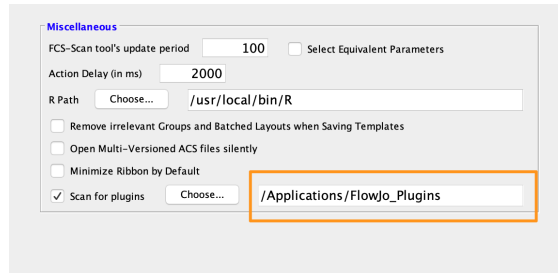 Miscellaneous
FCS-Scan tool's update period 100 Select Equivalent Parameters
Action Delay (in ms) 2000
R Path Choose... /usr/local/bin/R
Remove irrelevant Groups and Batched Layouts when Saving Templates
Open Multi-Versioned ACS files silently
Minimize Ribbon by Default
Scan for plugins Choose... /Applications/FlowJo_Plugins